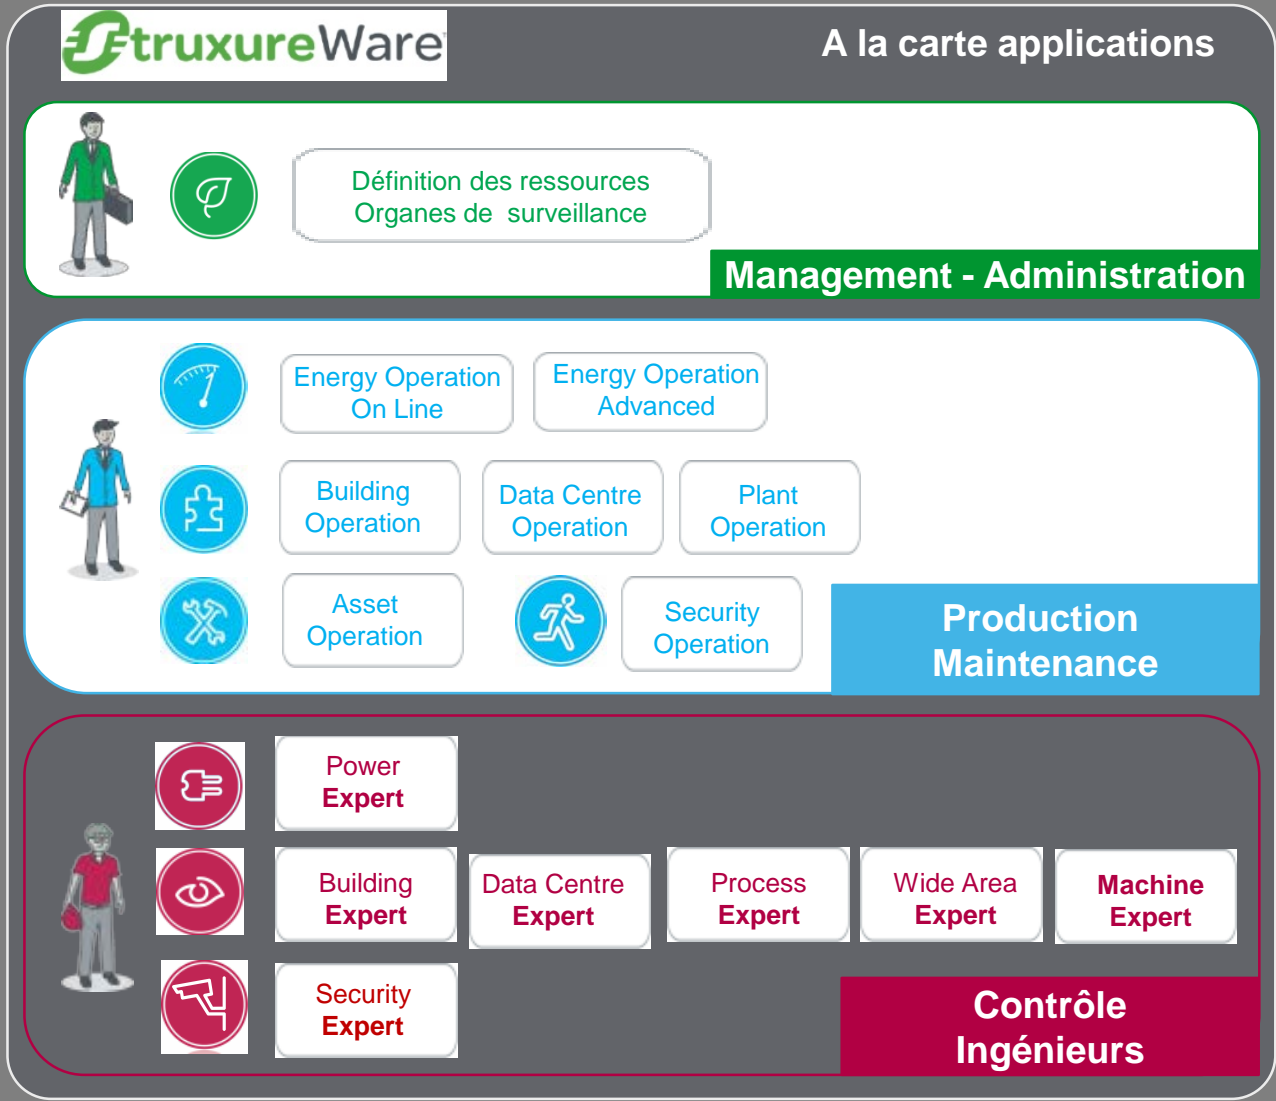 StruxureWare
A la carte applications
Définition des ressources
Organes de surveillance
Management - Administration
Energy Operation
On Line
Energy Operation
Advanced
Building
Operation
Data Centre
Operation
Plant
Operation
Asset
Operation
Security
Operation
Production
Maintenance
Power
Expert
Building
Expert
Data Centre
Expert
Process
Expert
Wide Area
Expert
Machine
Expert
Security
Expert
Contrôle
Ingénieurs